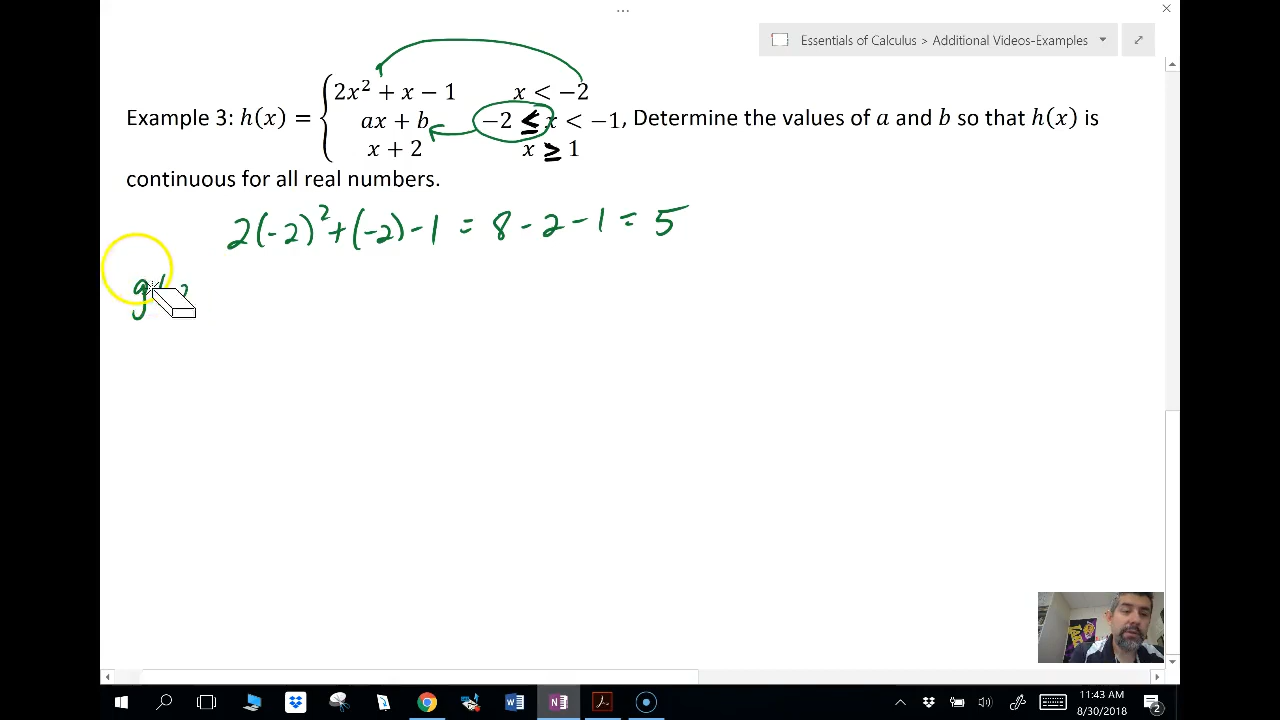 Essentials of Calculus > Additional Videos-Examples
2x² + x − 1 x < −2
Example 3: h(x) = { ax + b −2 ≤ x < −1, Determine the values of a and b so that h(x) is
x + 2 x ≥ 1
continuous for all real numbers.
2(-2)²+(-2)-1 = 8-2-1 = 5
g
11:43 AM
8/30/2018
2